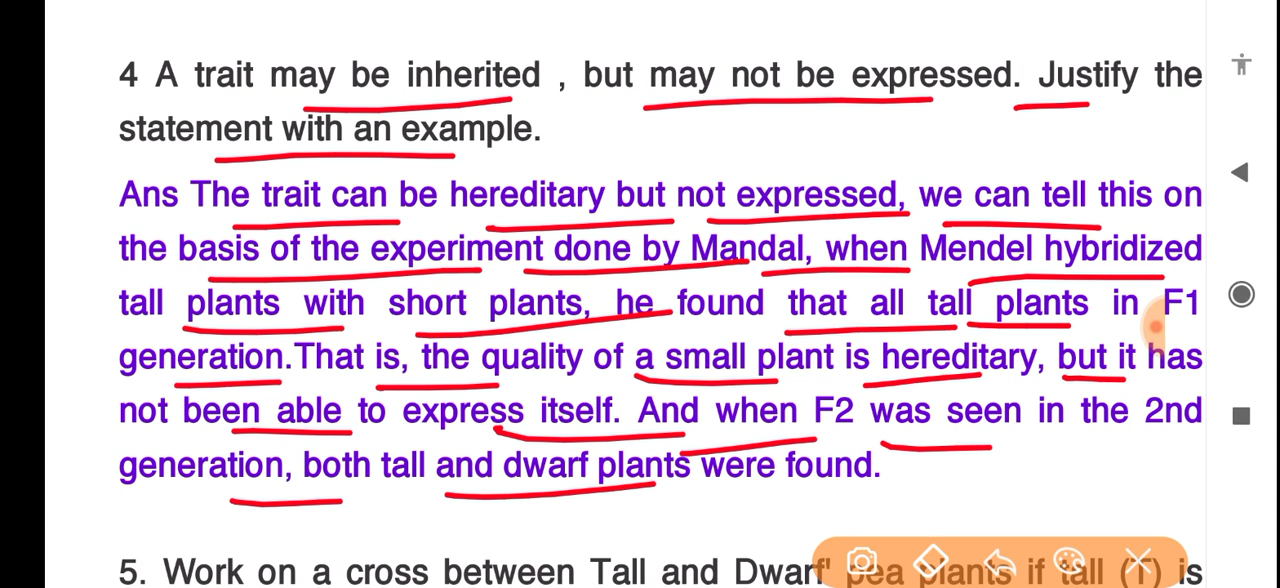 4 A trait may be inherited , but may not be expressed. Justify the
statement with an example.
Ans The trait can be hereditary but not expressed, we can tell this on
the basis of the experiment done by Mandal, when Mendel hybridized
tall plants with short plants, he found that all tall plants in F1
generation.That is, the quality of a small plant is hereditary, but it has
not been able to express itself. And when F2 was seen in the 2nd
generation, both tall and dwarf plants were found.
5. Work on a cross between Tall and Dwarf' pea plants if tall (T) is